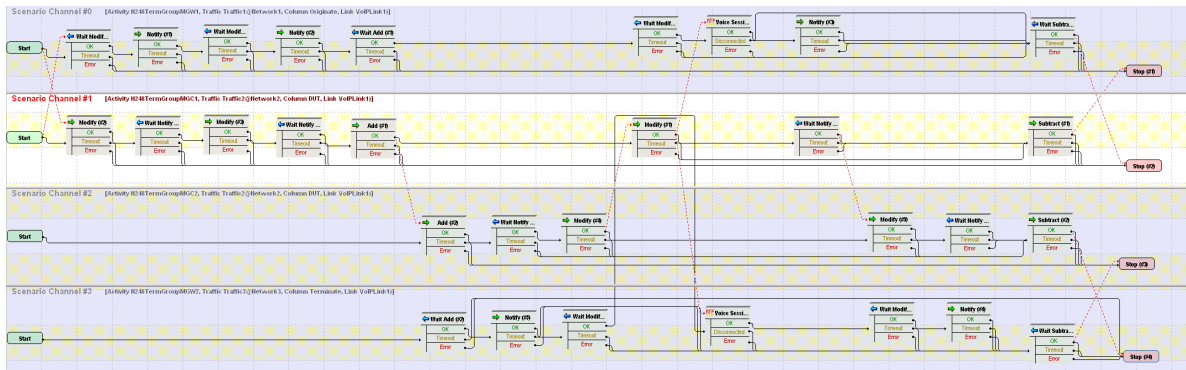 Scenario Channel #0 [Activity H248TermGroupMGW1, Traffic Traffic1@Network1, Column Originate, Link VoIPLink1)]
Start
Wait Modif...
OK
Timeout
Error
Notify (#1)
OK
Timeout
Error
Wait Modif...
OK
Timeout
Error
Notify (#2)
OK
Timeout
Error
Wait Add (#1)
OK
Timeout
Error
Wait Modif...
OK
Timeout
Error
RTP Voice Sessi...
OK
Disconnected
Error
Notify (#3)
OK
Timeout
Error
Wait Subtr...
OK
Timeout
Error
Stop (#1)
Scenario Channel #1 [Activity H248TermGroupMGC1, Traffic Traffic2@Network2, Column DUT, Link VoIPLink1)]
Start
Modify (#2)
OK
Timeout
Error
Wait Notify ...
OK
Timeout
Error
Modify (#3)
OK
Timeout
Error
Wait Notify ...
OK
Timeout
Error
Add (#1)
OK
Timeout
Error
Modify (#1)
OK
Timeout
Error
Wait Notify ...
OK
Timeout
Error
Subtract (#1)
OK
Timeout
Error
Stop (#2)
Scenario Channel #2 [Activity H248TermGroupMGC2, Traffic Traffic2@Network2, Column DUT, Link VoIPLink1)]
Start
Add (#2)
OK
Timeout
Error
Wait Notify ...
OK
Timeout
Error
Modify (#4)
OK
Timeout
Error
Modify (#5)
OK
Timeout
Error
Wait Notify ...
OK
Timeout
Error
Subtract (#2)
OK
Timeout
Error
Stop (#3)
Scenario Channel #3 [Activity H248TermGroupMGW2, Traffic Traffic3@Network3, Column Terminate, Link VoIPLink1)]
Start
Wait Add (#2)
OK
Timeout
Error
Notify (#5)
OK
Timeout
Error
Wait Modif...
OK
Timeout
Error
RTP Voice Sessi...
OK
Disconnected
Error
Wait Modif...
OK
Timeout
Error
Notify (#4)
OK
Timeout
Error
Wait Subtra...
OK
Timeout
Error
Stop (#4)